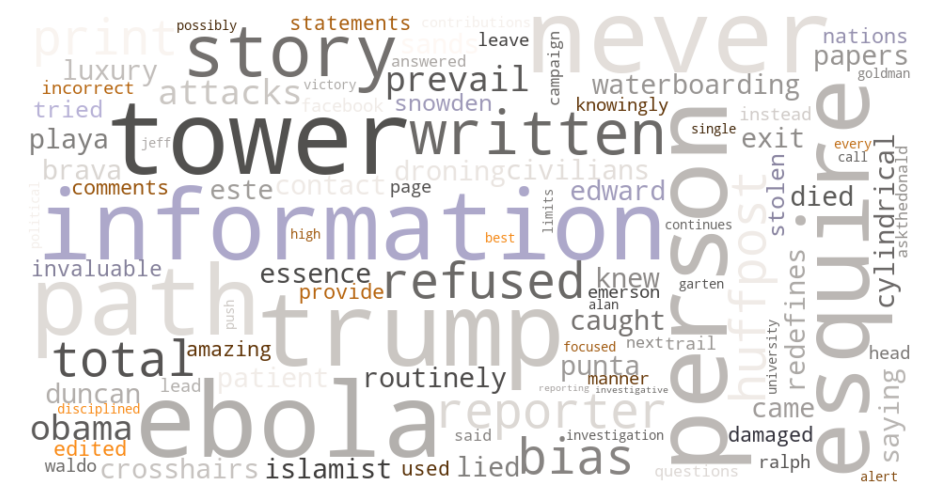 possibly
statements
contributions
never
nations
print
story
sands
leave
campaign
papers
luxury
answered
prevail
waterboarding
goldman
incorrect
attacks
victory
snowden
knowingly
tried
facebook
instead
tower
written
person
esquire
playa
jeff
single
exit
every
call
brava
droning
civilians
stolen
cylindrical
askthedonald
comments
este
contact
page
edward
huffpost
died
political
information
limits
continues
high
best
invaluable
essence
refused
knew
garten
redefines
path
provide
emerson
alan
push
trump
caught
total
amazing
focused
next
trail
university
duncan
lead
patient
routinely
punta
manner
head
reporting
investigative
disciplined
ebola
reporter
came
saying
obama
said
bias
investigation
damaged
edited
waldo
crosshairs
islamist
used
lied
questions
ralph
alert